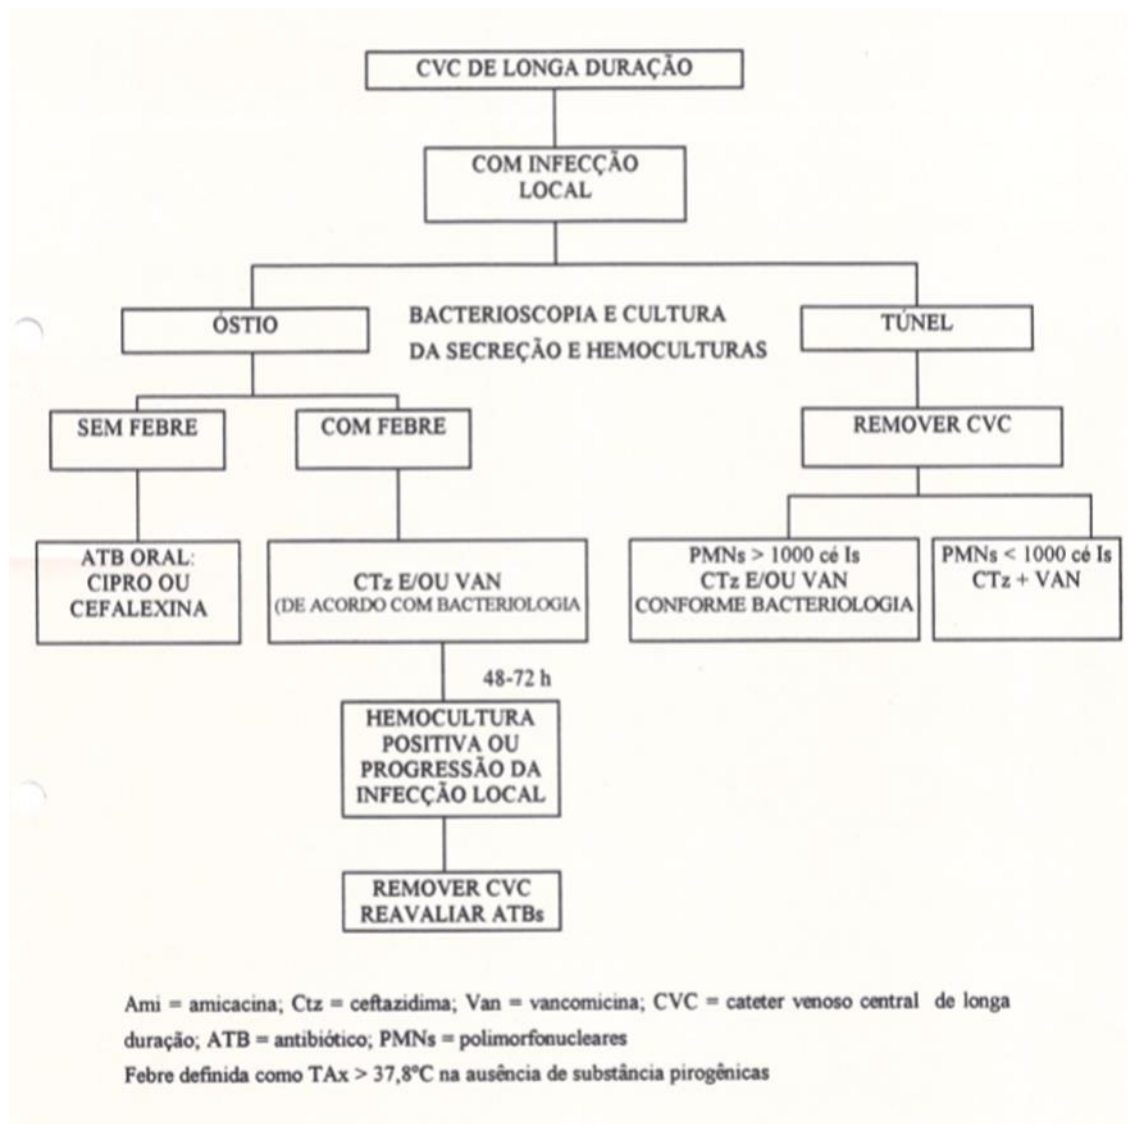 CVC DE LONGA DURAÇÃO
COM INFECÇÃO
LOCAL
ÓSTIO
BACTERIOSCOPIA E CULTURA
DA SECREÇÃO E HEMOCULTURAS
TÚNEL
SEM FEBRE
COM FEBRE
REMOVER CVC
ATB ORAL:
CIPRO OU
CEFALEXINA
CTz E/OU VAN
(DE ACORDO COM BACTERIOLOGIA
PMNs > 1000 cé ls
CTz E/OU VAN
CONFORME BACTERIOLOGIA
PMNs < 1000 cé ls
CTz + VAN
48-72 h
HEMOCULTURA
POSITIVA OU
PROGRESSÃO DA
INFECÇÃO LOCAL
REMOVER CVC
REAVALIAR ATBs
Ami = amicacina; Ctz = ceftazidima; Van = vancomicina; CVC = cateter venoso central de longa
duração; ATB = antibiótico; PMNs = polimorfonucleares
Febre definida como TAx > 37,8ºC na ausência de substância pirogênicas